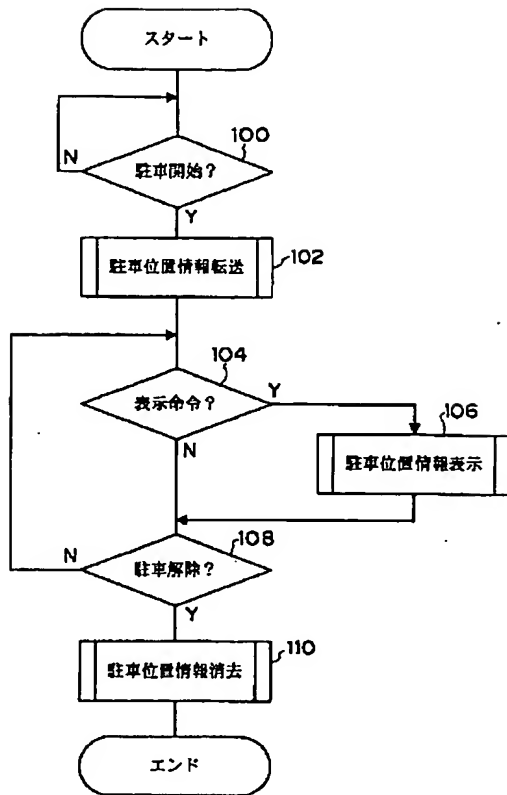 スタート
100
駐車開始?
N
Y
駐車位置情報転送
102
104
表示命令?
Y
N
106
駐車位置情報表示
108
駐車解除?
N
Y
110
駐車位置情報消去
エンド